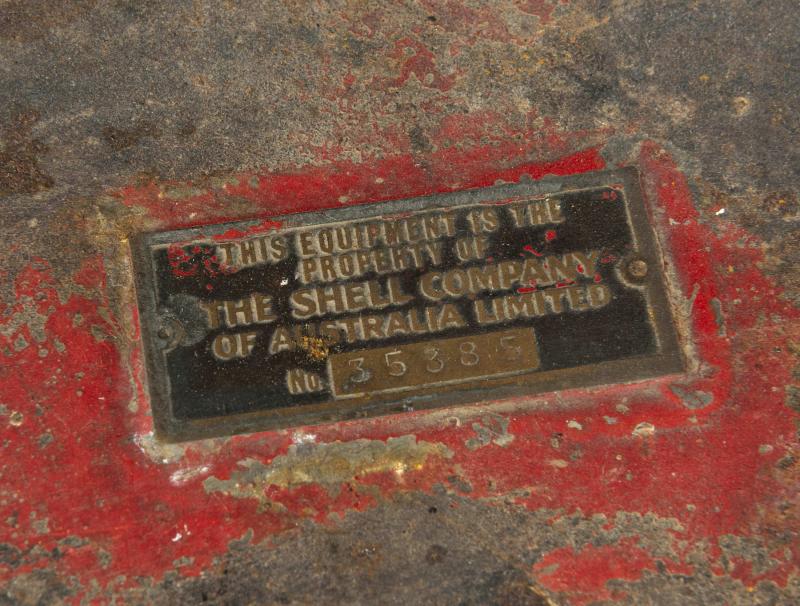 THIS EQUIPMENT IS THE
PROPERTY OF
THE SHELL COMPANY
OF AUSTRALIA LIMITED
No. 35385